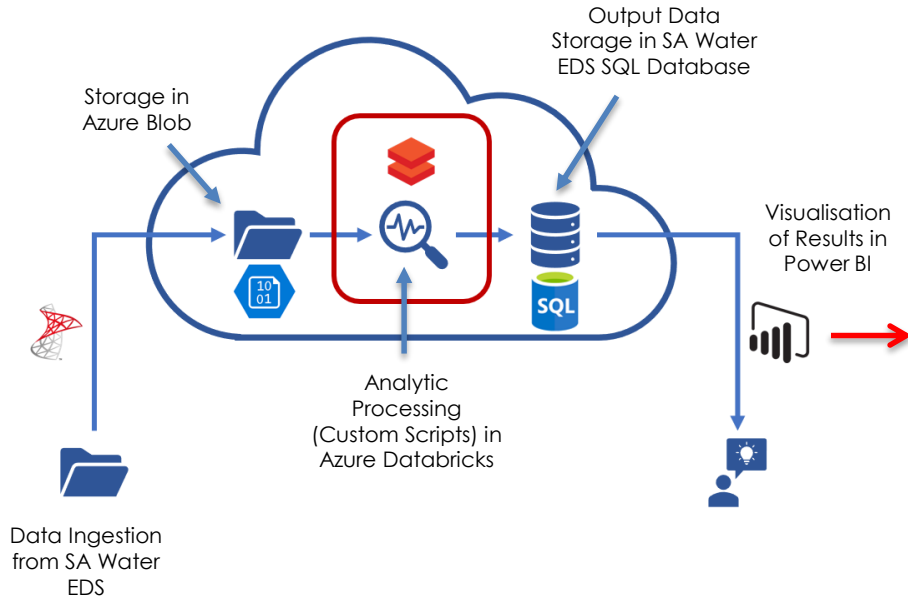 Output Data
Storage in SA Water
EDS SQL Database
Storage in
Azure Blob
Visualisation
of Results in
Power BI
10
01
SQL
Analytic
Processing
(Custom Scripts) in
Azure Databricks
Data Ingestion
from SA Water
EDS